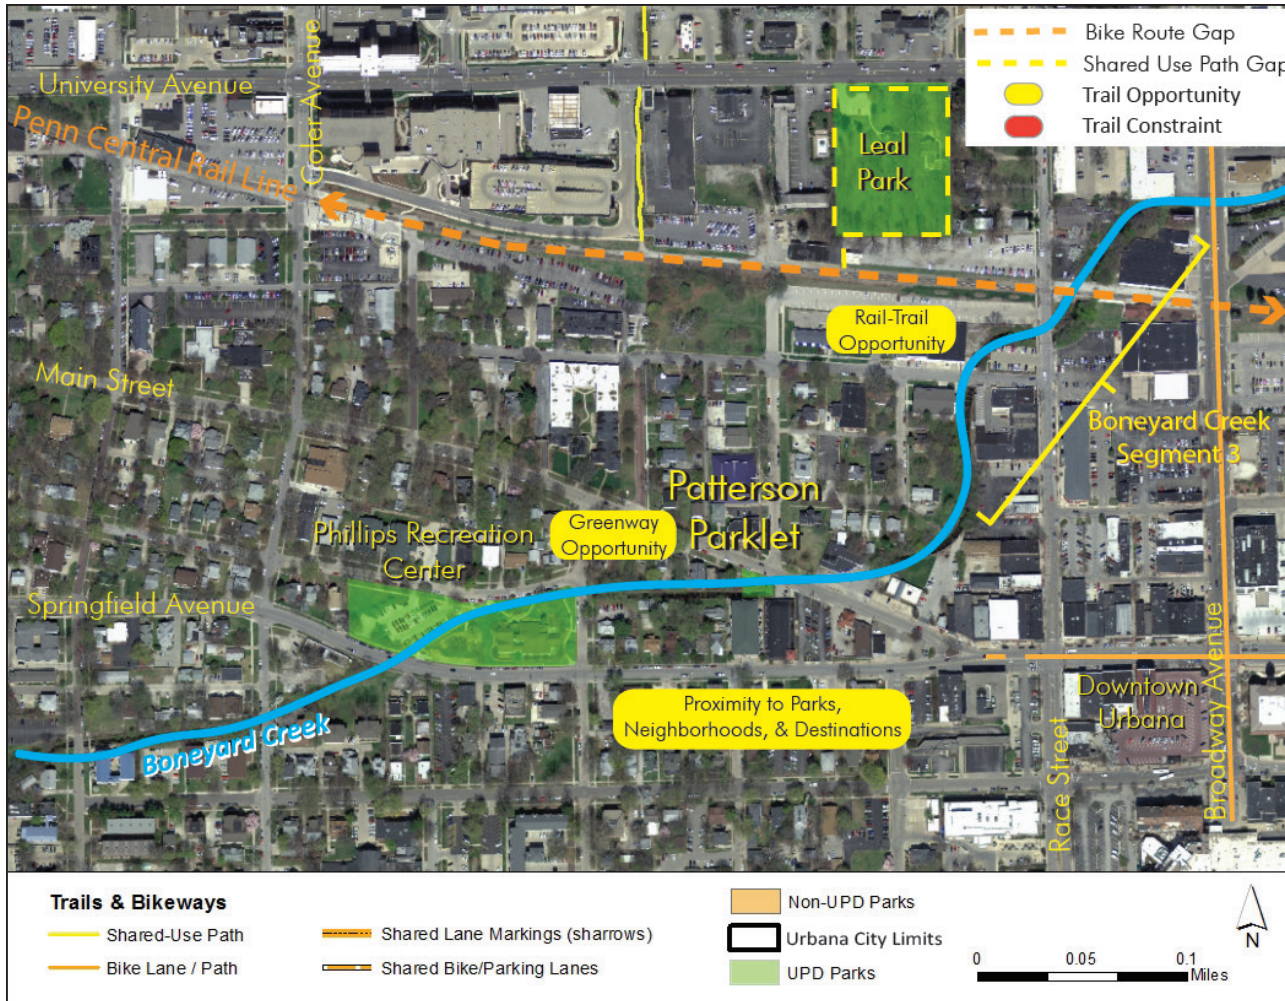 Bike Route Gap
Shared Use Path Gap
Trail Opportunity
Trail Constraint
University Avenue
Coler Avenue
Penn Central Rail Line
Leal
Park
Rail-Trail
Opportunity
Main Street
Boneyard Creek
Segment 3
Patterson
Parklet
Greenway
Opportunity
Phillips Recreation
Center
Springfield Avenue
Proximity to Parks,
Neighborhoods, & Destinations
Downtown
Urbana
Boneyard Creek
Race Street
Broadway Avenue
Trails & Bikeways
Shared-Use Path
Bike Lane / Path
Shared Lane Markings (sharrows)
Shared Bike/Parking Lanes
Non-UPD Parks
Urbana City Limits
UPD Parks
N
0 0.05 0.1
Miles